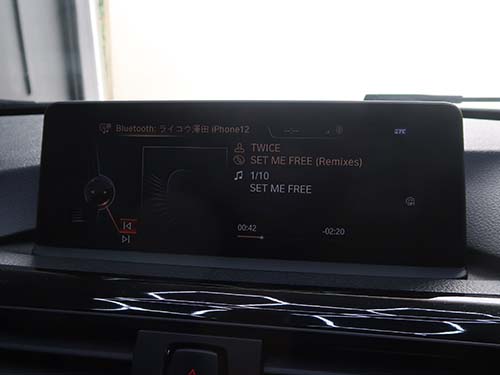 Bluetooth: ライコウ澤田 iPhone12
--:--
ETC
TWICE
SET ME FREE (Remixes)
1/10
SET ME FREE
00:42
-02:20